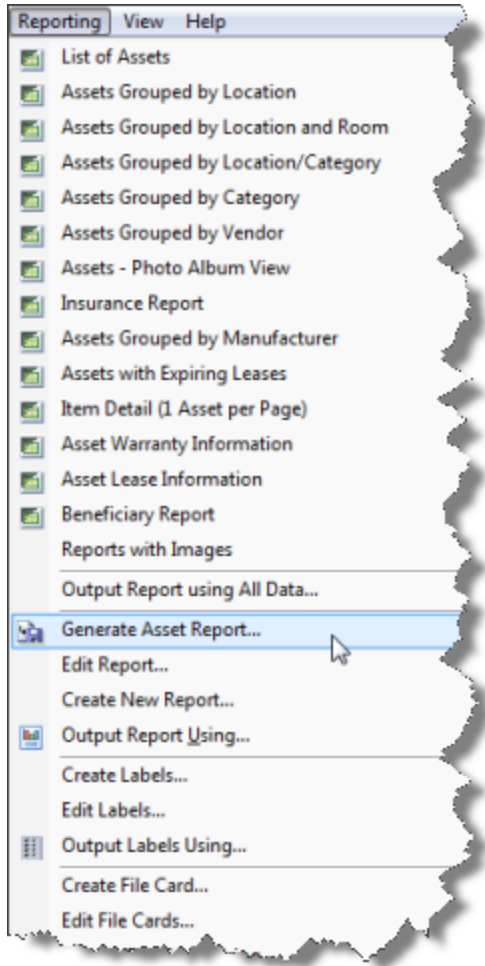 Reporting View Help
List of Assets
Assets Grouped by Location
Assets Grouped by Location and Room
Assets Grouped by Location/Category
Assets Grouped by Category
Assets Grouped by Vendor
Assets - Photo Album View
Insurance Report
Assets Grouped by Manufacturer
Assets with Expiring Leases
Item Detail (1 Asset per Page)
Asset Warranty Information
Asset Lease Information
Beneficiary Report
Reports with Images
Output Report using All Data...
Generate Asset Report...
Edit Report...
Create New Report...
Output Report Using...
Create Labels...
Edit Labels...
Output Labels Using...
Create File Card...
Edit File Cards...